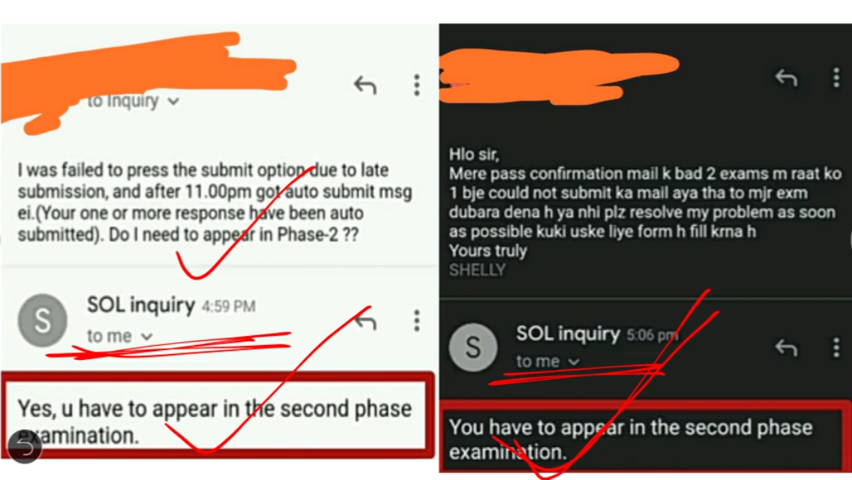 to Inquiry
I was failed to press the submit option due to late
submission, and after 11.00pm got auto submit msg
ei.(Your one or more response have been auto
submitted). Do I need to appear in Phase-2 ??
S
SOL inquiry 4:59 PM
to me
Yes, u have to appear in the second phase
examination.
Hlo sir,
Mere pass confirmation mail k bad 2 exams m raat ko
1 bje could not submit ka mail aya tha to mjr exm
dubara dena h ya nhi plz resolve my problem as soon
as possible kuki uske liye form h fill krna h
Yours truly
SHELLY
S
SOL inquiry 5:06 pm
to me
You have to appear in the second phase
examination.